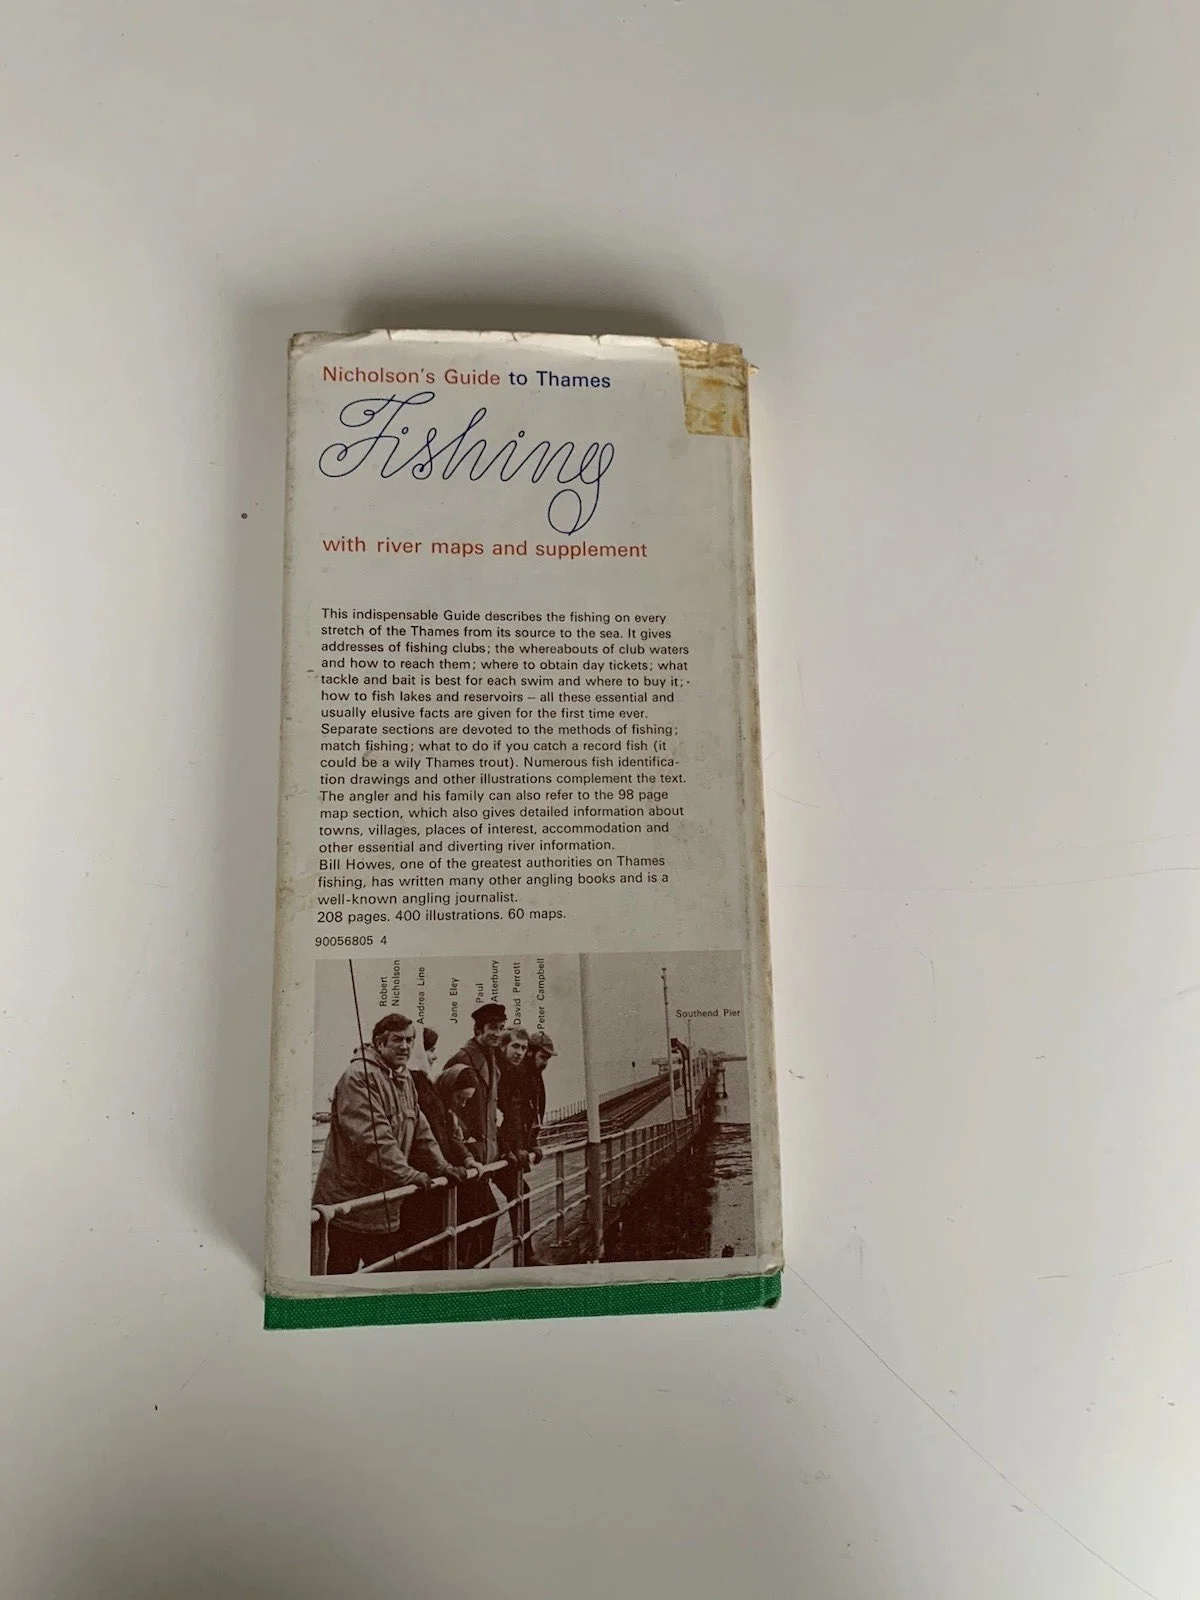 Nicholson's Guide to Thames
Fishing
with river maps and supplement
This indispensable Guide describes the fishing on every
stretch of the Thames from its source to the sea. It gives
addresses of fishing clubs; the whereabouts of club waters
and how to reach them; where to obtain day tickets; what
tackle and bait is best for each swim and where to buy it;
how to fish lakes and reservoirs – all these essential and
usually elusive facts are given for the first time ever.
Separate sections are devoted to the methods of fishing;
match fishing; what to do if you catch a record fish (it
could be a wily Thames trout). Numerous fish identifica-
tion drawings and other illustrations complement the text.
The angler and his family can also refer to the 98 page
map section, which also gives detailed information about
towns, villages, places of interest, accommodation and
other essential and diverting river information.
Bill Howes, one of the greatest authorities on Thames
fishing, has written many other angling books and is a
well-known angling journalist.
208 pages. 400 illustrations. 60 maps.
90056805 4
Robert
Nicholson
Andrea Line
Jane Eley
Paul
Atterbury
David Perrott
Peter Campbell
Southend Pier